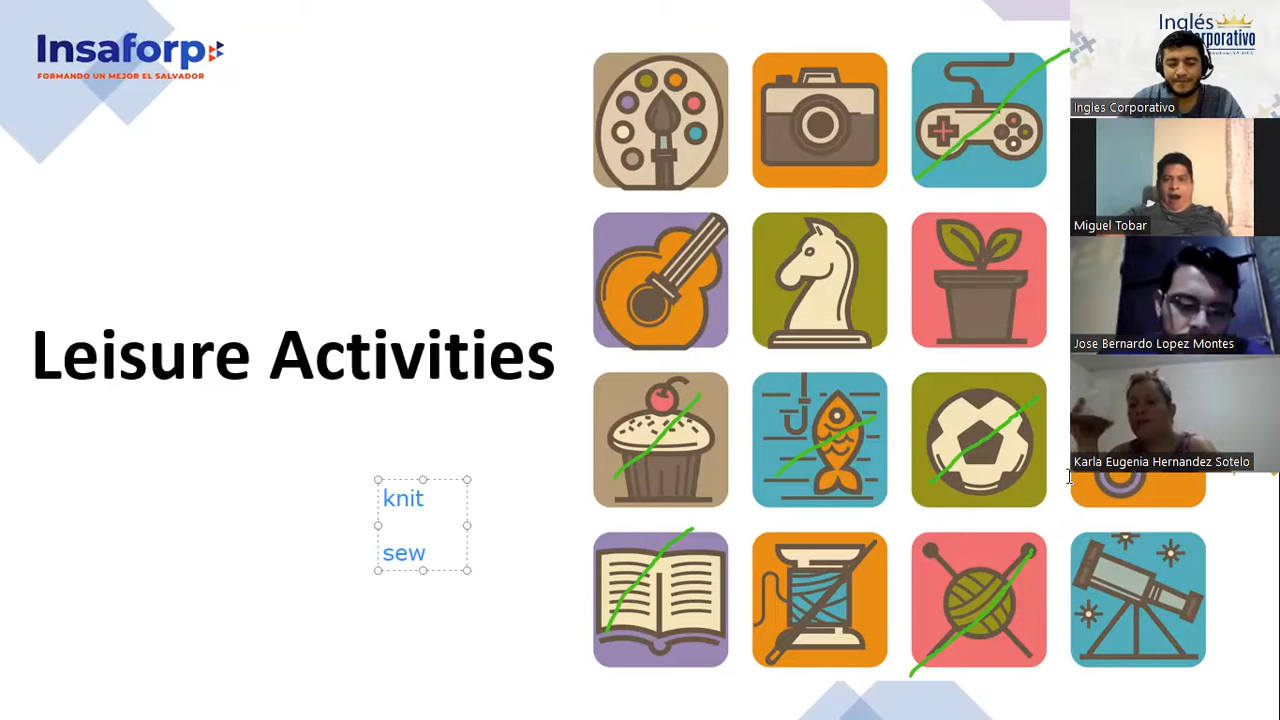 Insaforp
FORMANDO UN MEJOR EL SALVADOR
Leisure Activities
knit
sew
Inglés
Corporativo
Ingles Corporativo
Miguel Tobar
Jose Bernardo Lopez Montes
Karla Eugenia Hernandez Sotelo